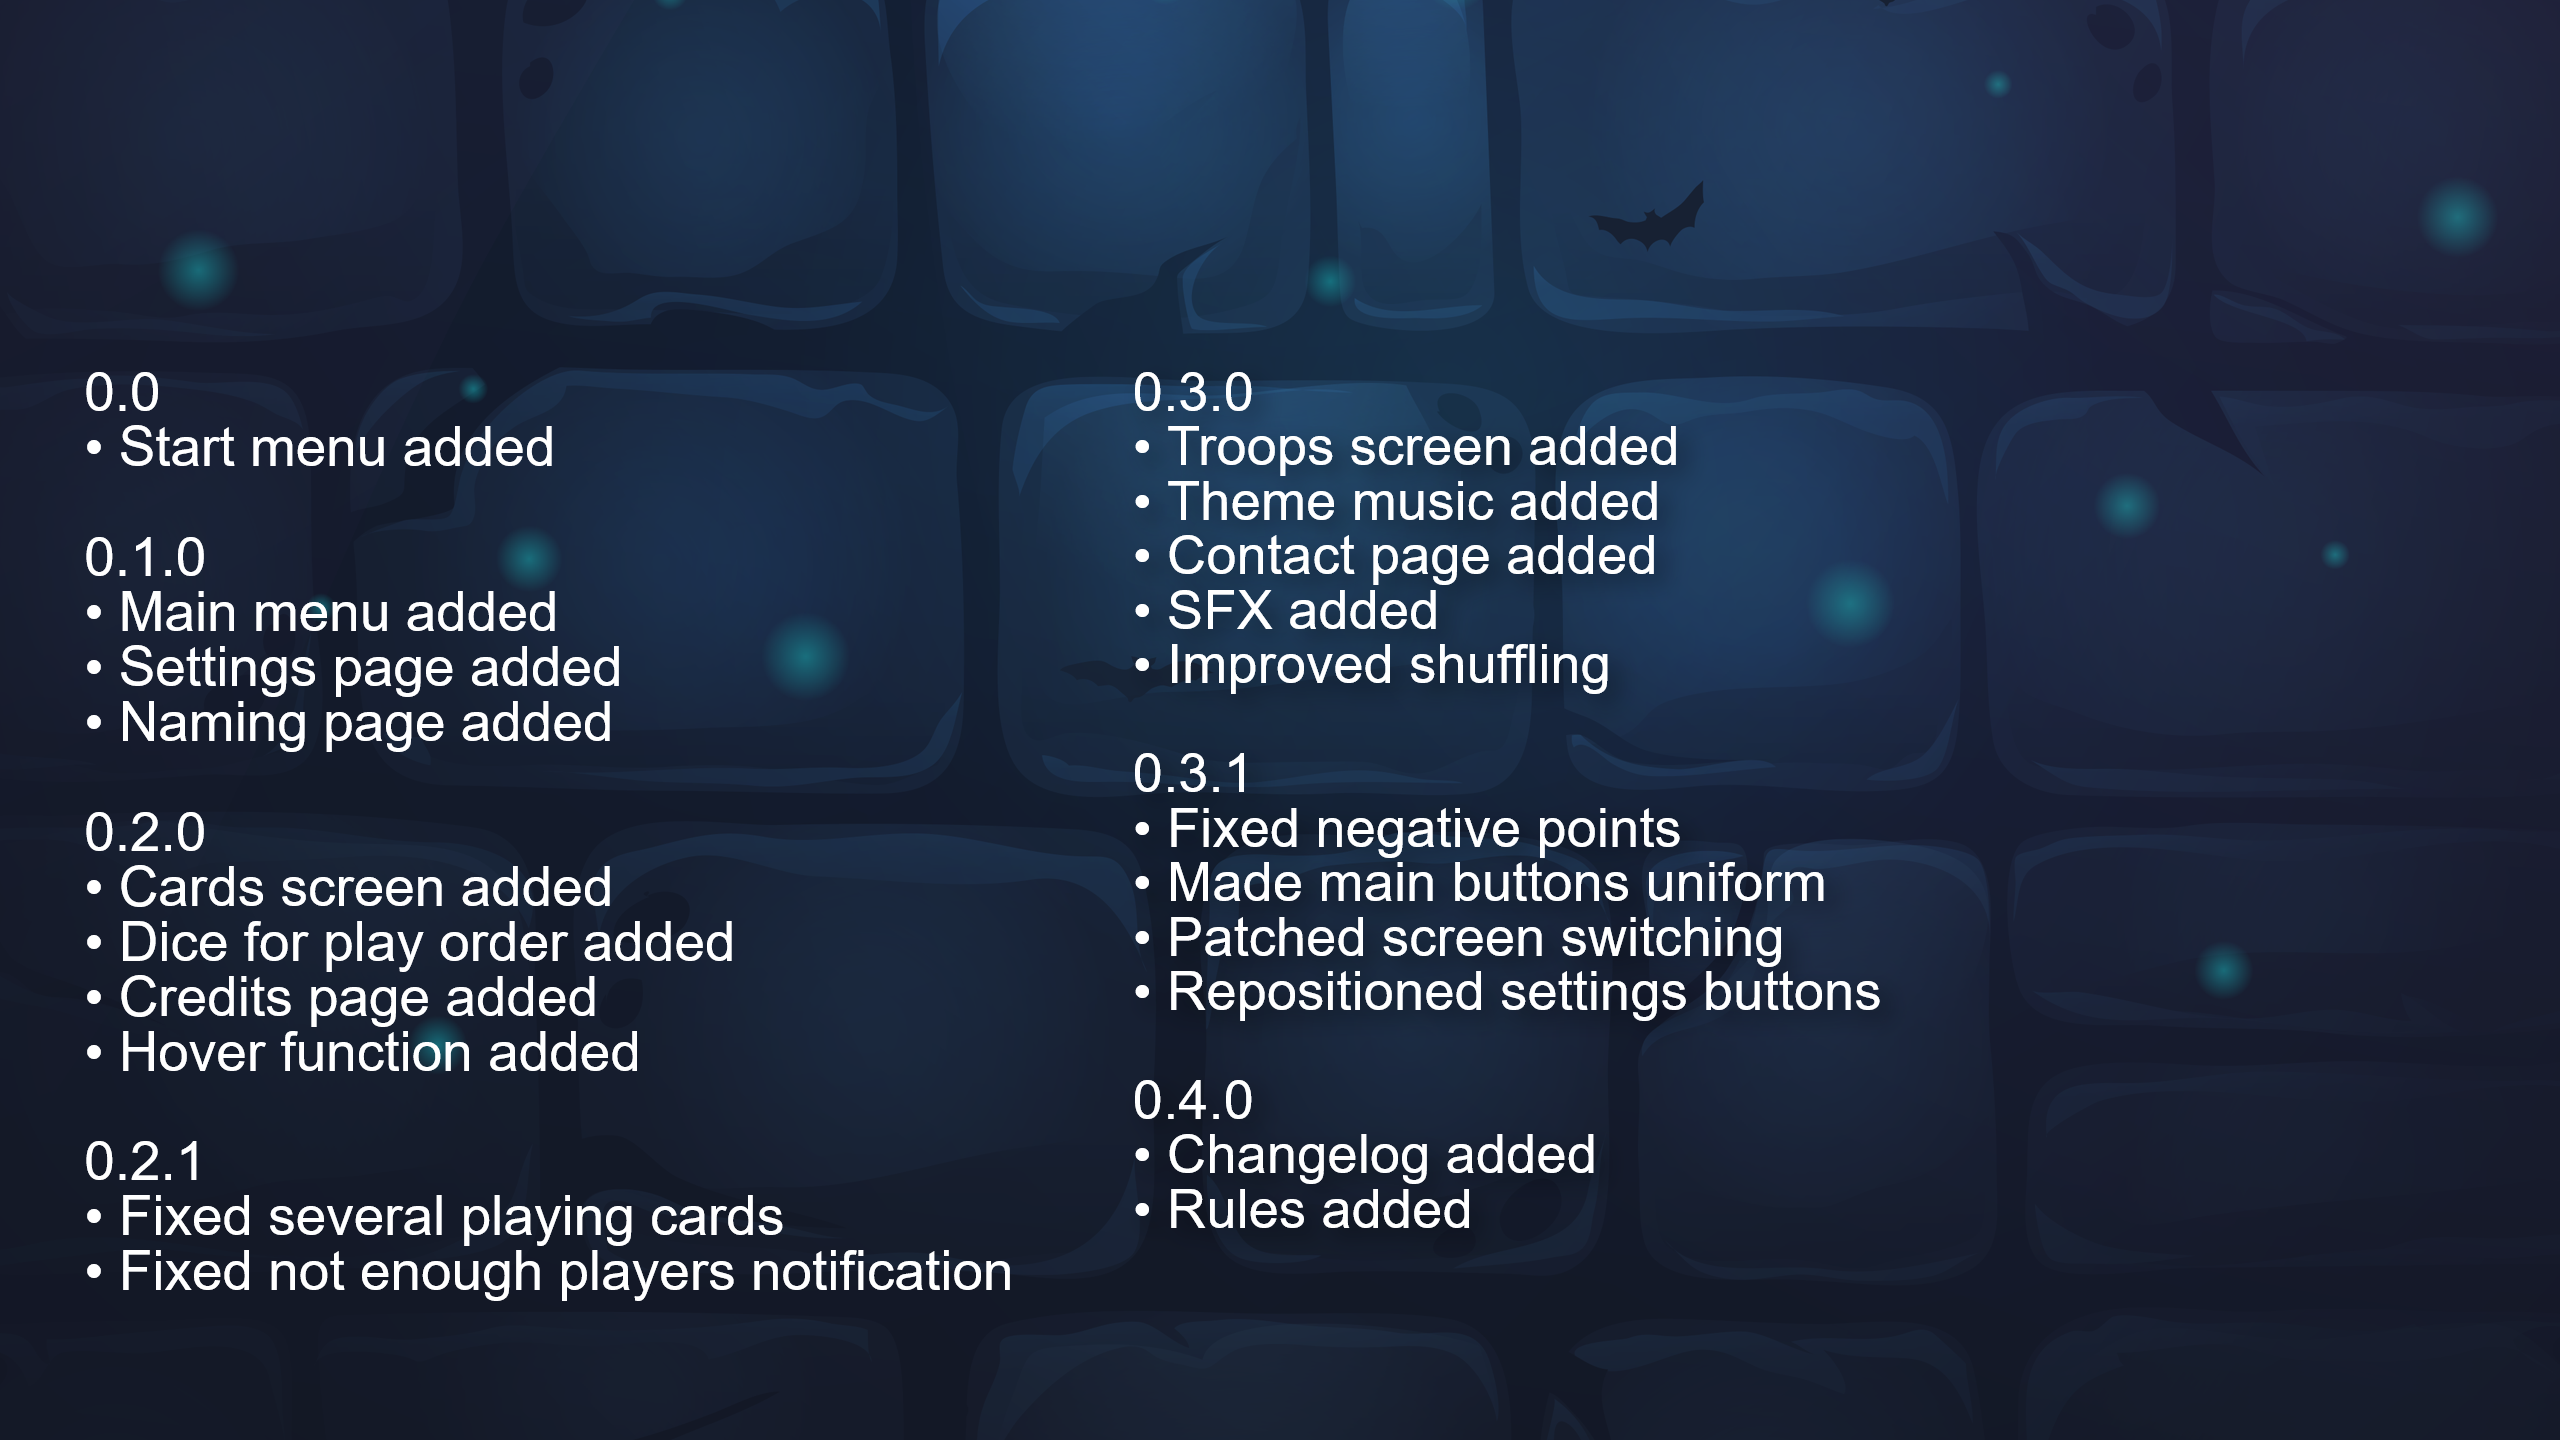 0.0
• Start menu added
0.1.0
• Main menu added
• Settings page added
• Naming page added
0.2.0
• Cards screen added
• Dice for play order added
• Credits page added
• Hover function added
0.2.1
• Fixed several playing cards
• Fixed not enough players notification
0.3.0
• Troops screen added
• Theme music added
• Contact page added
• SFX added
• Improved shuffling
0.3.1
• Fixed negative points
• Made main buttons uniform
• Patched screen switching
• Repositioned settings buttons
0.4.0
• Changelog added
• Rules added